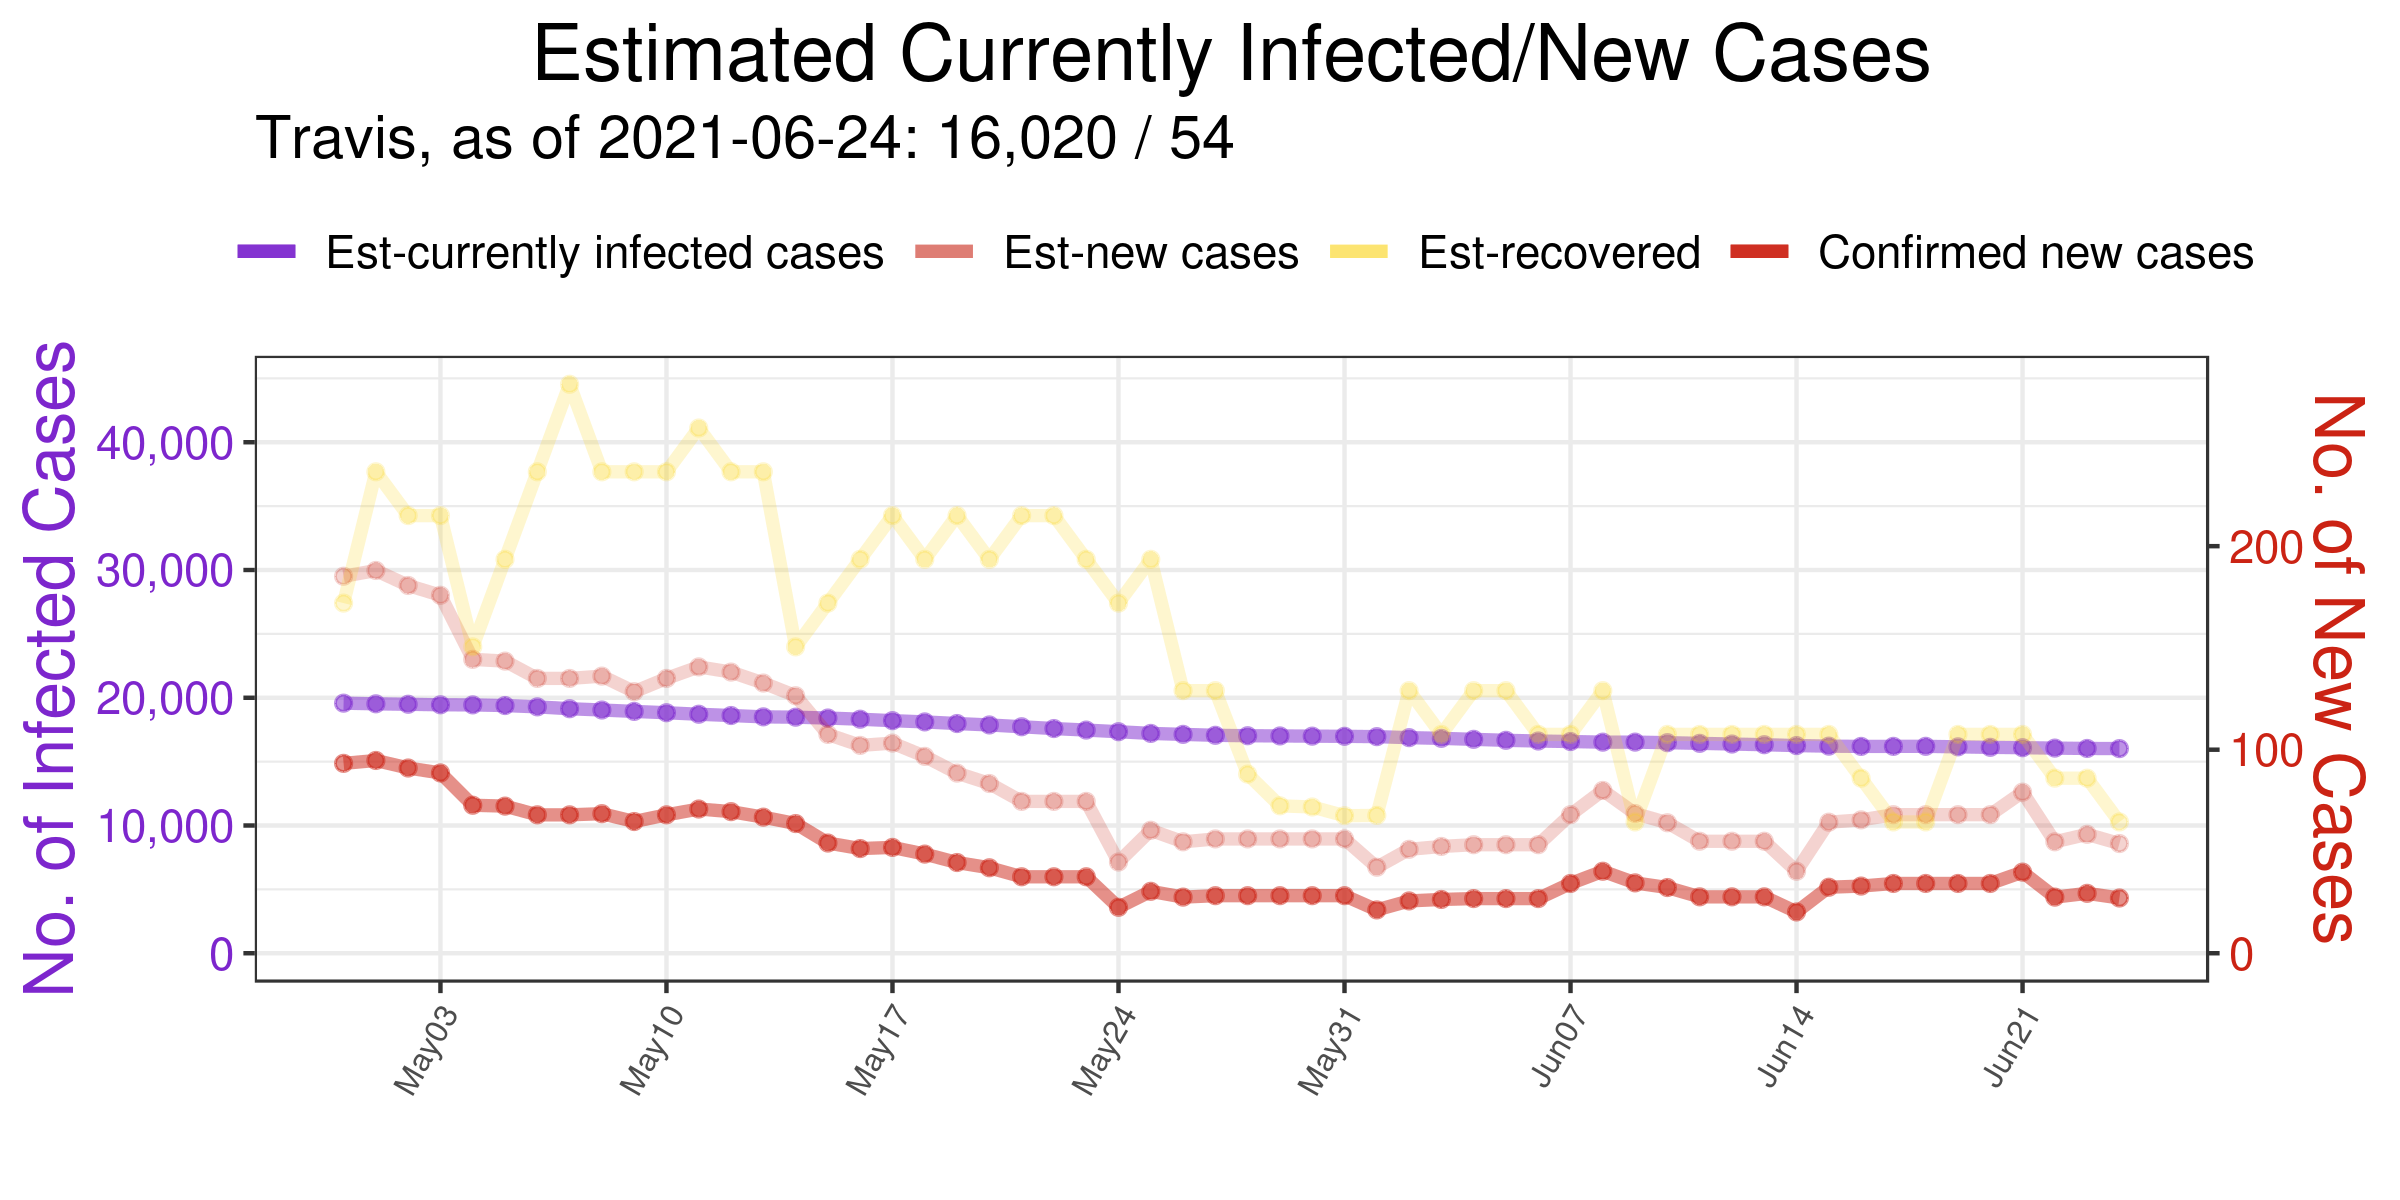 Estimated Currently Infected/New Cases
Travis, as of 2021-06-24: 16,020 / 54
Est-currently infected cases Est-new cases Est-recovered Confirmed new cases
No. of Infected Cases
40,000
30,000
20,000
10,000
0
200
100
0
No. of New Cases
May03 May10 May17 May24 May31 Jun07 Jun14 Jun21